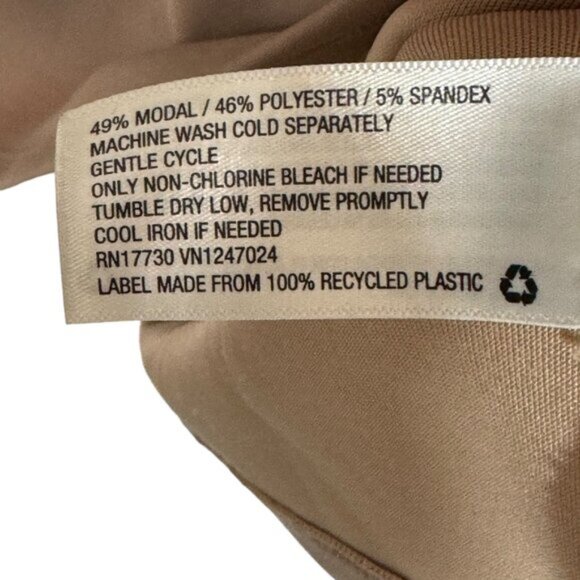 49% MODAL / 46% POLYESTER / 5% SPANDEX
MACHINE WASH COLD SEPARATELY
GENTLE CYCLE
ONLY NON-CHLORINE BLEACH IF NEEDED
TUMBLE DRY LOW, REMOVE PROMPTLY
COOL IRON IF NEEDED
RN17730 VN1247024
LABEL MADE FROM 100% RECYCLED PLASTIC